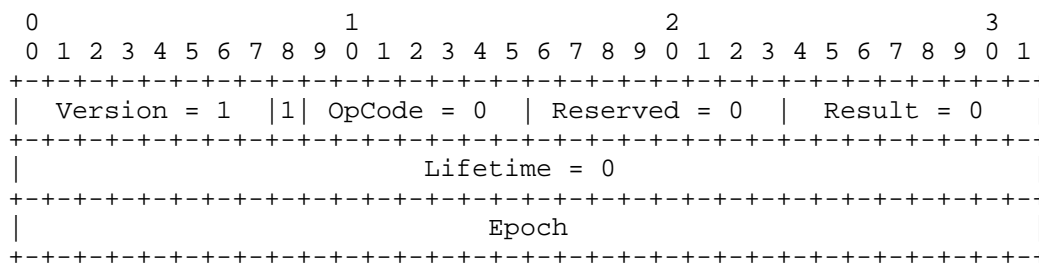 0                   1                   2                   3
 0 1 2 3 4 5 6 7 8 9 0 1 2 3 4 5 6 7 8 9 0 1 2 3 4 5 6 7 8 9 0 1
+-+-+-+-+-+-+-+-+-+-+-+-+-+-+-+-+-+-+-+-+-+-+-+-+-+-+-+-+-+-+-+--
|  Version = 1  |1| OpCode = 0  | Reserved = 0  |  Result = 0   |
+-+-+-+-+-+-+-+-+-+-+-+-+-+-+-+-+-+-+-+-+-+-+-+-+-+-+-+-+-+-+-+--
|                         Lifetime = 0                          |
+-+-+-+-+-+-+-+-+-+-+-+-+-+-+-+-+-+-+-+-+-+-+-+-+-+-+-+-+-+-+-+--
|                             Epoch                             |
+-+-+-+-+-+-+-+-+-+-+-+-+-+-+-+-+-+-+-+-+-+-+-+-+-+-+-+-+-+-+-+--